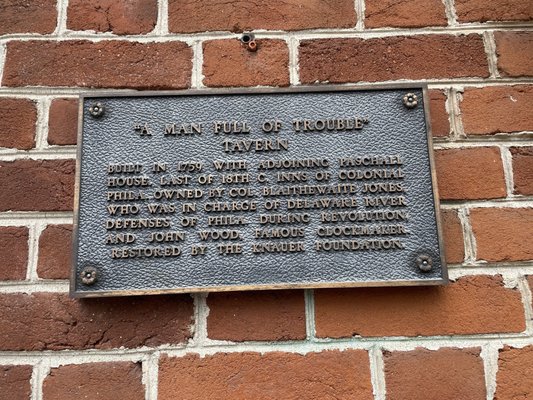 "A MAN FULL OF TROUBLE"
TAVERN
BUILT IN 1759, WITH ADJOINING PASCHALL
HOUSE, LAST OF 18TH C. INNS OF COLONIAL
PHILA. OWNED BY COL. BLAITHEWAITE JONES,
WHO WAS IN CHARGE OF DELAWARE RIVER
DEFENSES OF PHILA. DURING REVOLUTION,
AND JOHN WOOD, FAMOUS CLOCKMAKER.
RESTORED BY THE KNAUER FOUNDATION.